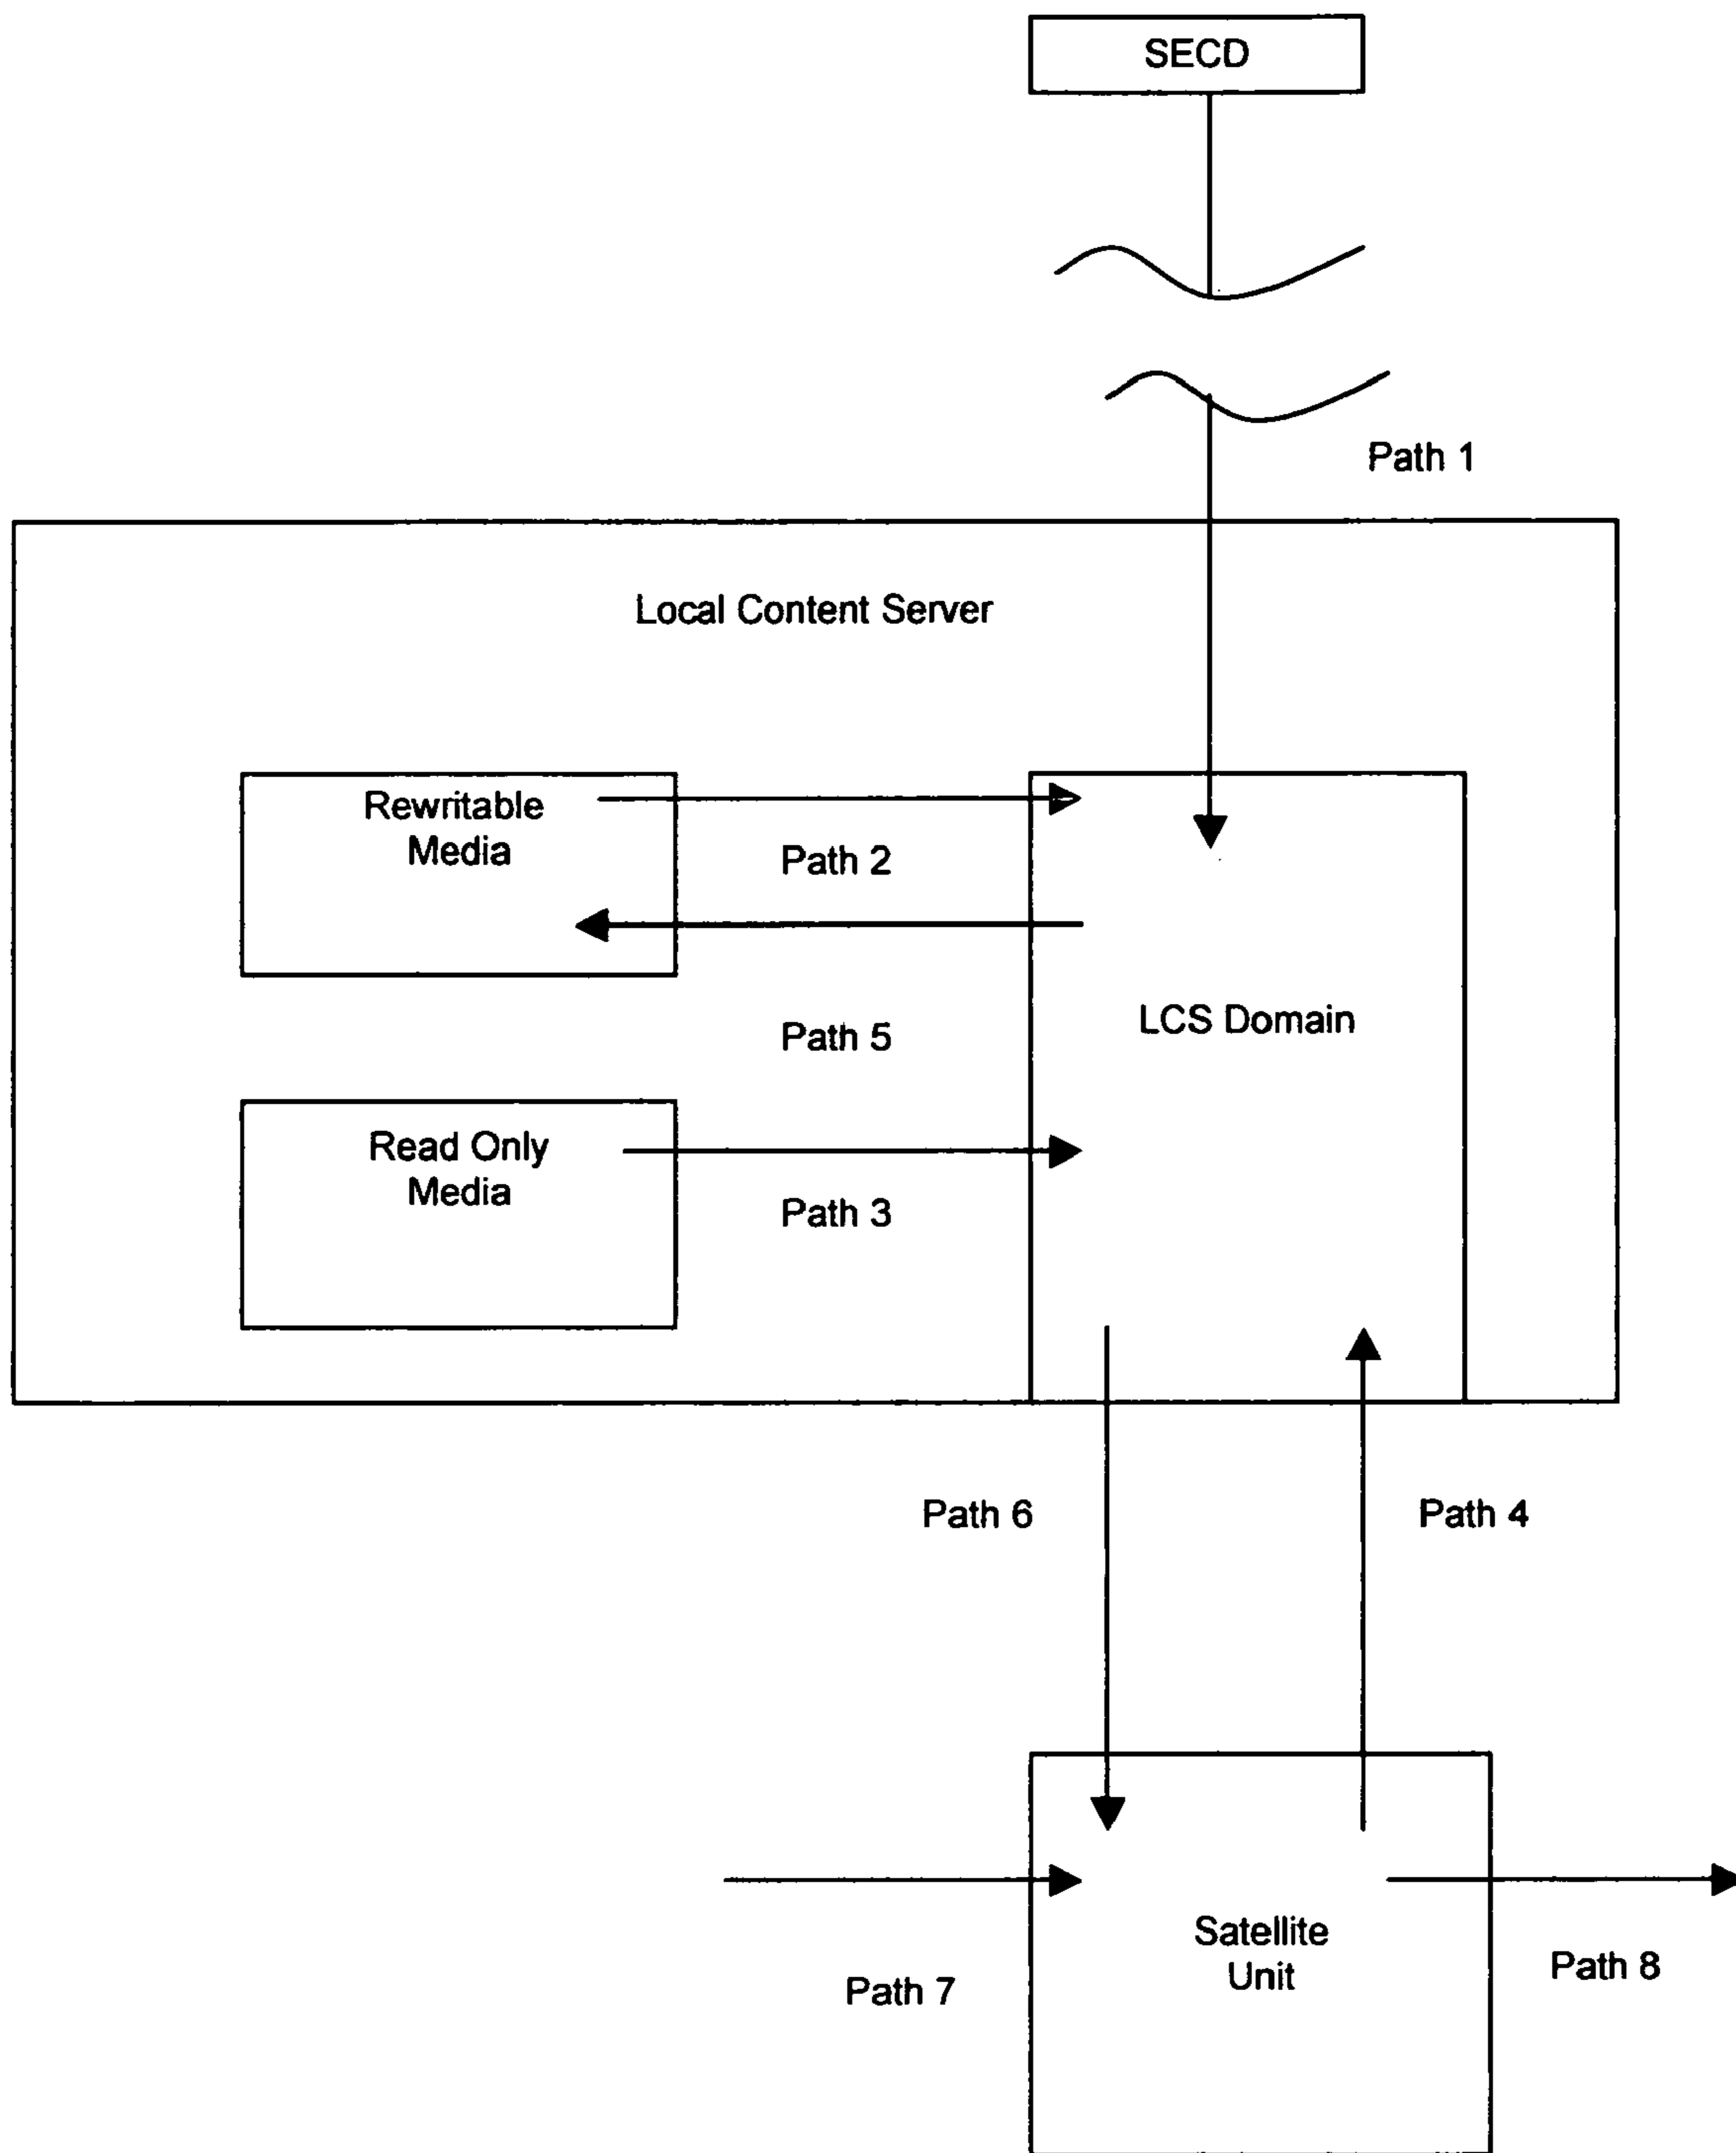 SECD
Path 1
Local Content Server
Rewritable
Media
Path 2
LCS Domain
Path 5
Read Only
Media
Path 3
Path 6
Path 4
Satellite
Unit
Path 7
Path 8